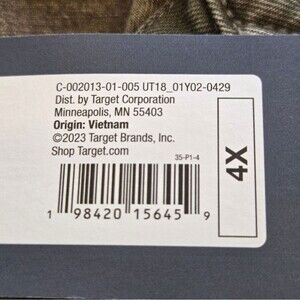 C-002013-01-005 UT18_01Y02-0429
Dist. by Target Corporation
Minneapolis, MN 55403
Origin: Vietnam
©2023 Target Brands, Inc.
Shop Target.com
35-P1-4
1 98420 15645 9
4X